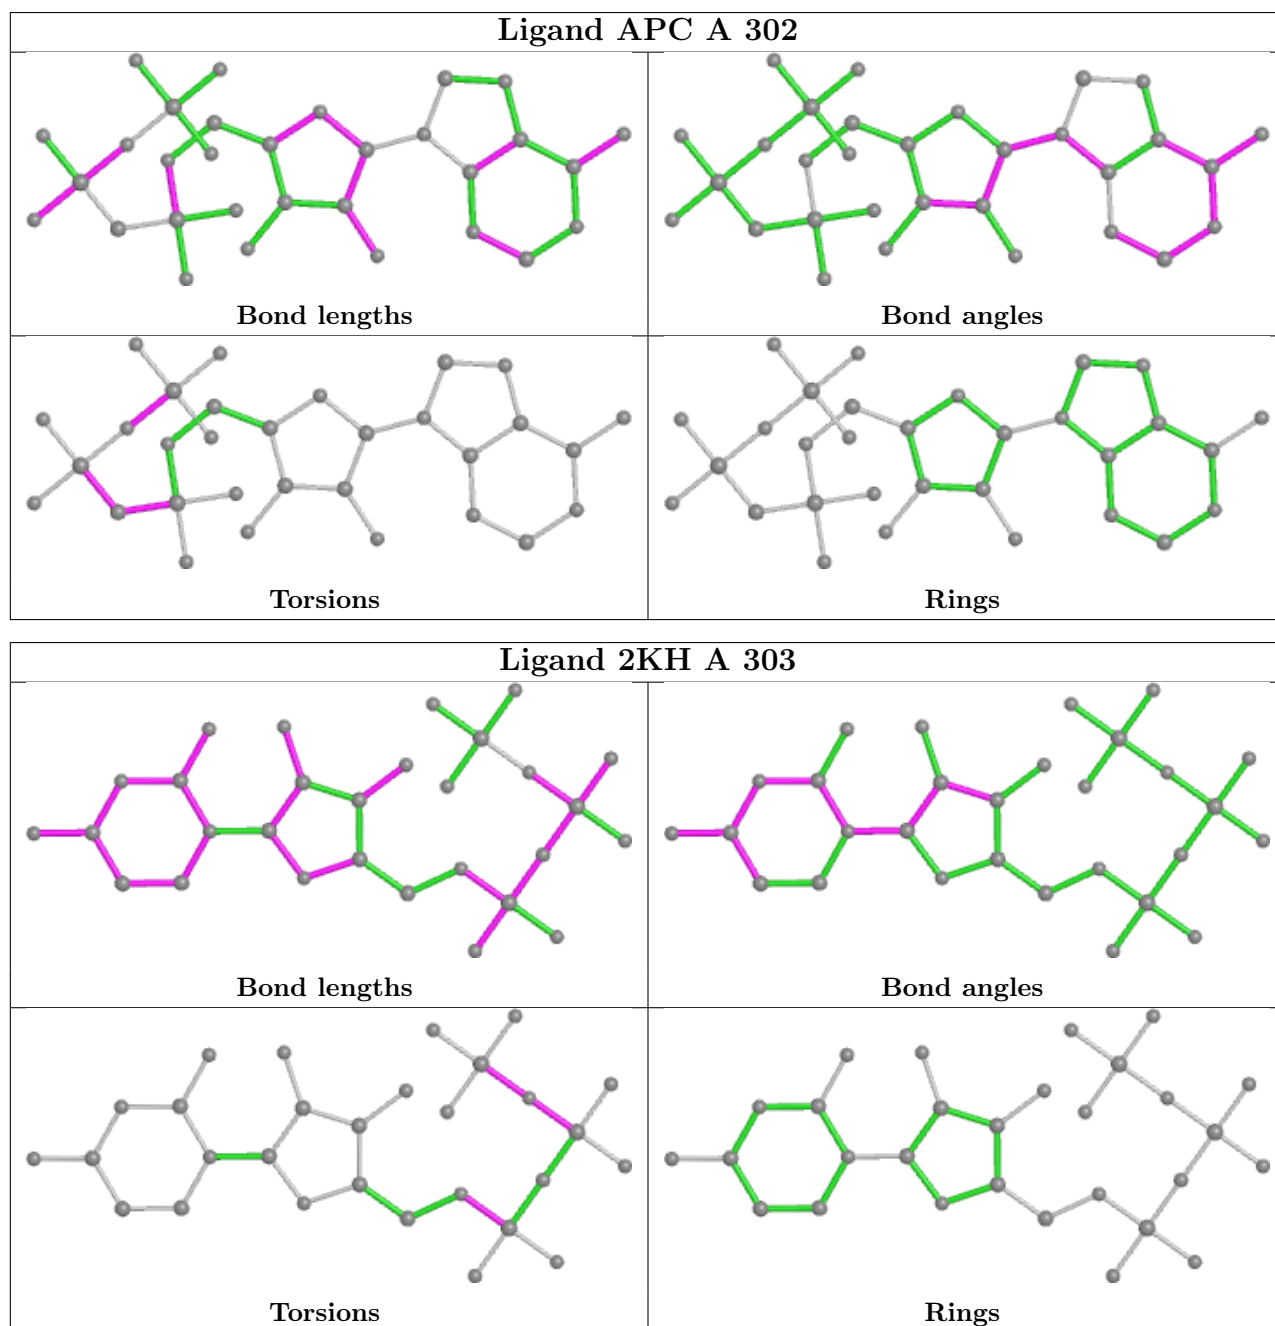 Ligand APC A 302
Bond lengths
Bond angles
Torsions
Rings
Ligand 2KH A 303
Bond lengths
Bond angles
Torsions
Rings